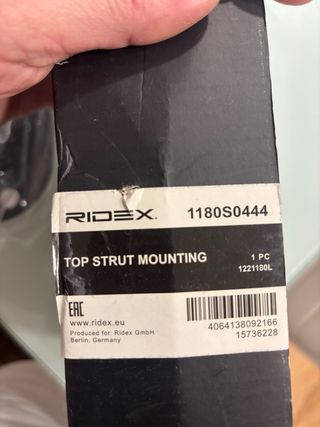 RIDEX. 1180S0444
TOP STRUT MOUNTING 1 PC
1221180L
EAC
www.ridex.eu
Produced for: Ridex GmbH
Berlin, Germany
4064138092166
15736228